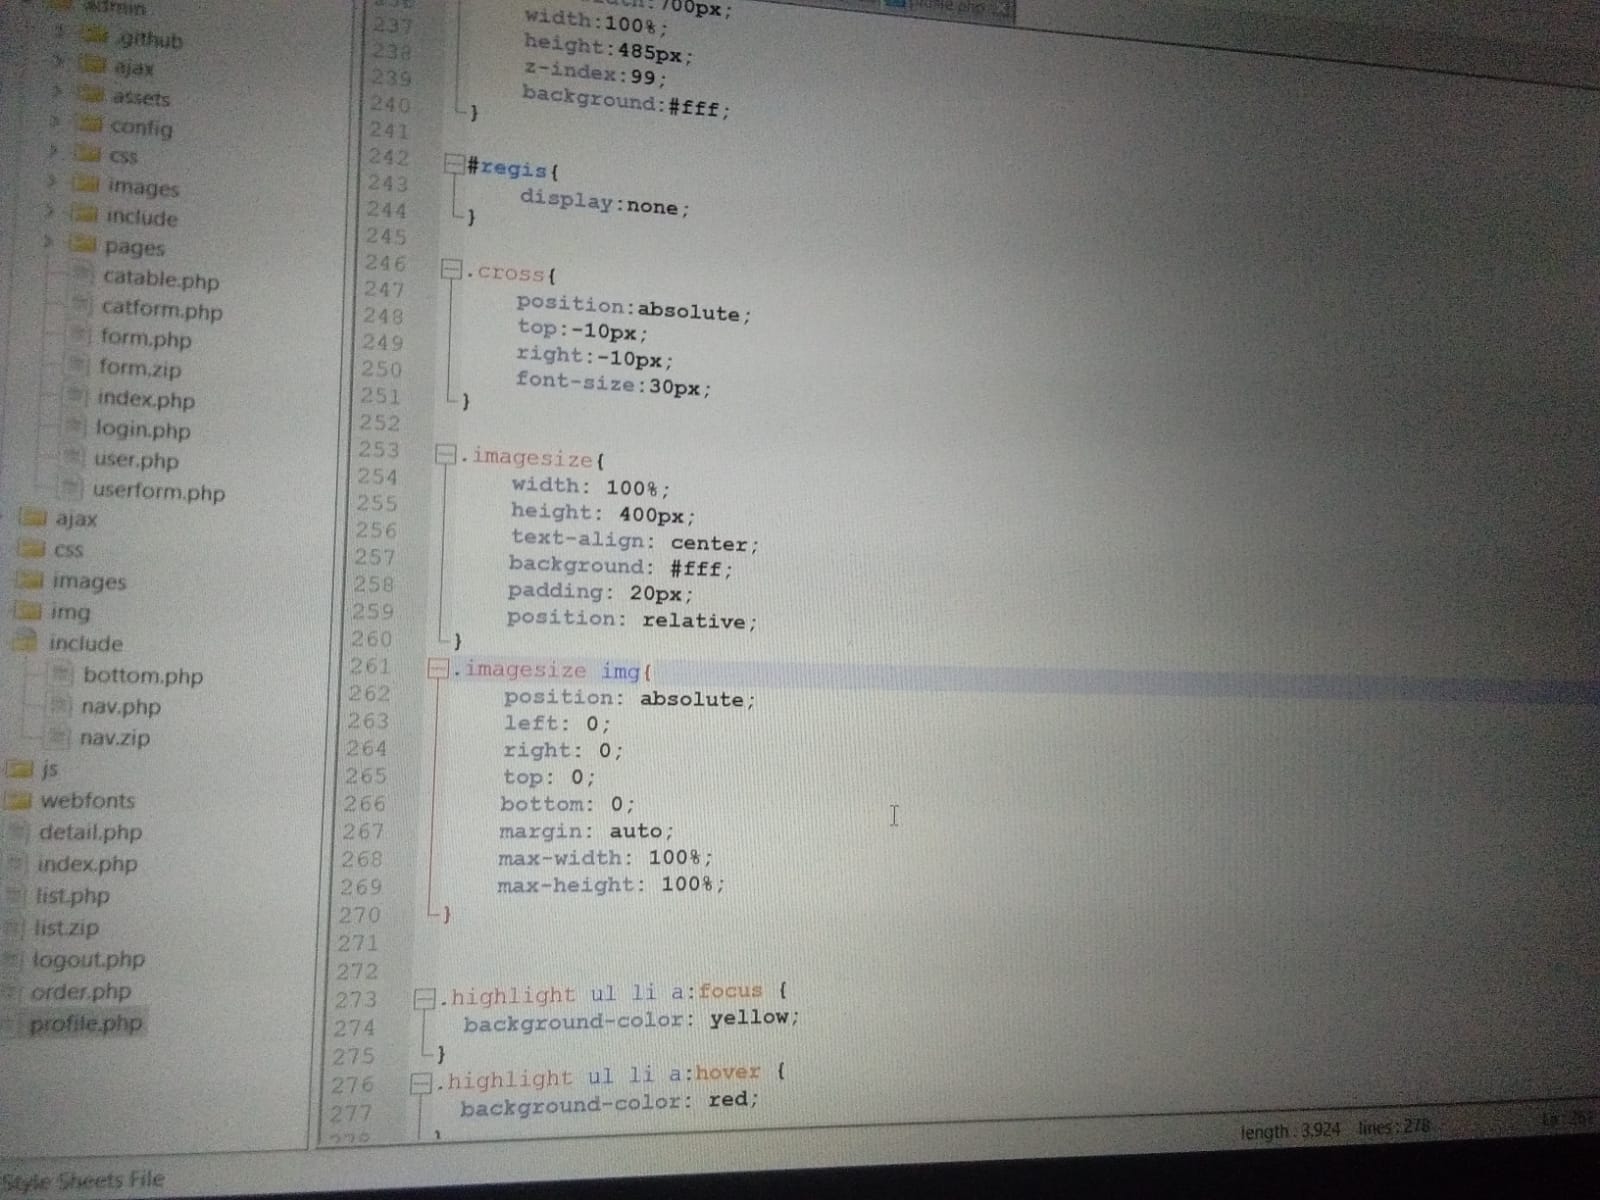 profile.php
admin
.github
ajax
assets
config
css
images
include
pages
catable.php
catform.php
form.php
form.zip
index.php
login.php
user.php
userform.php
ajax
css
images
img
include
bottom.php
nav.php
nav.zip
js
webfonts
detail.php
index.php
list.php
list.zip
logout.php
order.php
profile.php
:700px;
237 width:100%;
238 height:485px;
239 z-index:99;
240 background:#fff;
241 }
242
243 #regis{
244 display:none;
245 }
246
247 .cross{
248 position:absolute;
249 top:-10px;
250 right:-10px;
251 font-size:30px;
252 }
253 .imagesize{
254 width: 100%;
255 height: 400px;
256 text-align: center;
257 background: #fff;
258 padding: 20px;
259 position: relative;
260 }
261 .imagesize img{
262 position: absolute;
263 left: 0;
264 right: 0;
265 top: 0;
266 bottom: 0;
267 margin: auto;
268 max-width: 100%;
269 max-height: 100%;
270 }
271
272
273 .highlight ul li a:focus {
274 background-color: yellow;
275 }
276 .highlight ul li a:hover {
277 background-color: red;
}
length : 3,924 lines : 278
Style Sheets File